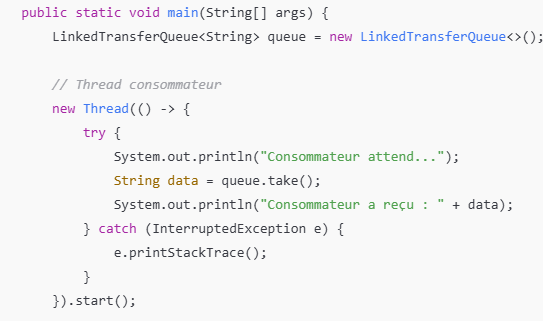 public static void main(String[] args) {
    LinkedTransferQueue<String> queue = new LinkedTransferQueue<>();

    // Thread consommateur
    new Thread(() -> {
        try {
            System.out.println("Consommateur attend...");
            String data = queue.take();
            System.out.println("Consommateur a reçu : " + data);
        } catch (InterruptedException e) {
            e.printStackTrace();
        }
    }).start();